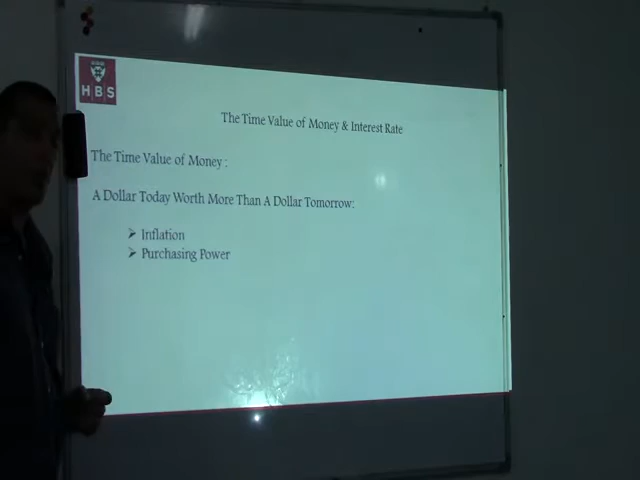 HBS
The Time Value of Money & Interest Rate
The Time Value of Money :
A Dollar Today Worth More Than A Dollar Tomorrow:
➢ Inflation
➢ Purchasing Power